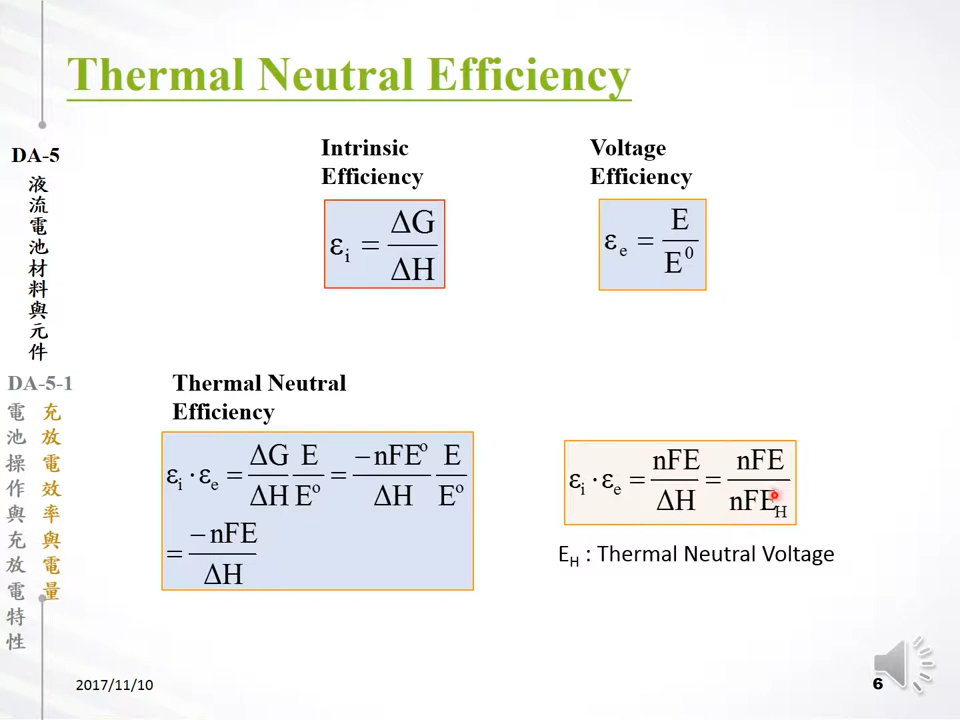 Thermal Neutral Efficiency
DA-5
液流電池材料與元件
DA-5-1
電池操作與充放電特性
充放電效率與電量
Intrinsic
Efficiency
εi = ΔG/ΔH
Voltage
Efficiency
εe = E/E⁰
Thermal Neutral
Efficiency
εi · εe = ΔG/ΔH E/Eº = −nFEº/ΔH E/Eº
= −nFE/ΔH
εi · εe = nFE/ΔH = nFE/nFEH
EH : Thermal Neutral Voltage
2017/11/10
6